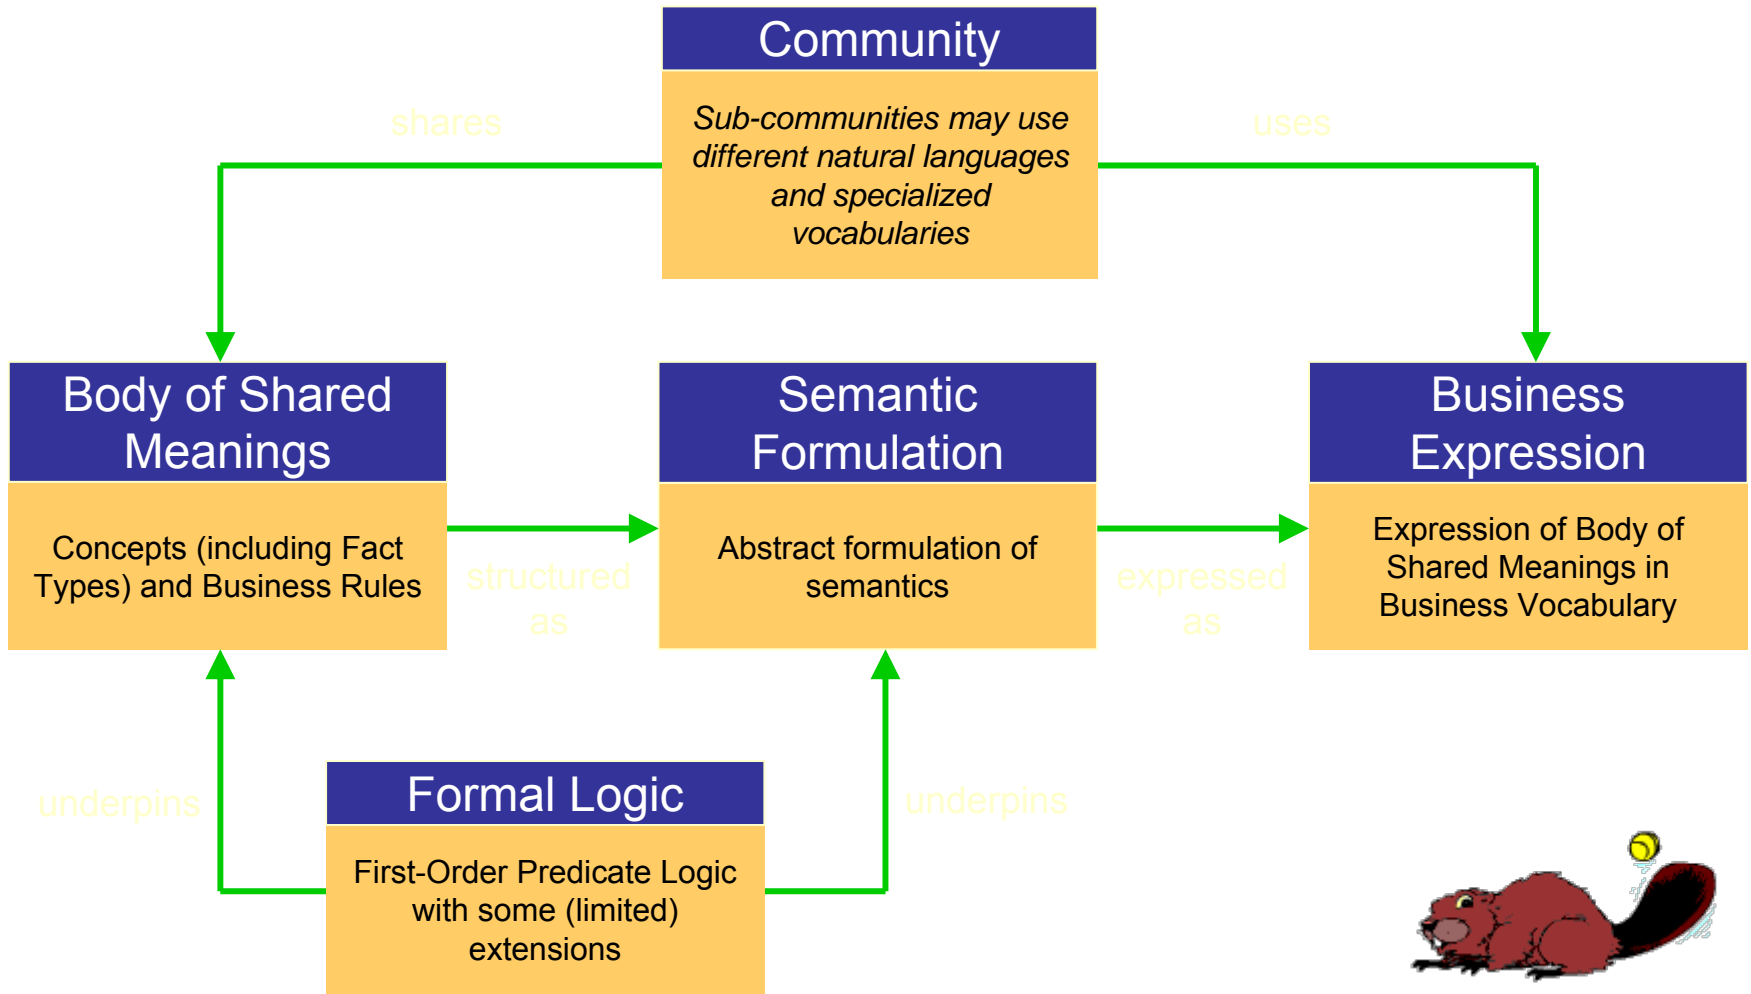 Community
Sub-communities may use
different natural languages
and specialized
vocabularies
shares
uses
Body of Shared
Meanings
Concepts (including Fact
Types) and Business Rules
structured
as
Semantic
Formulation
Abstract formulation of
semantics
expressed
as
Business
Expression
Expression of Body of
Shared Meanings in
Business Vocabulary
underpins
Formal Logic
First-Order Predicate Logic
with some (limited)
extensions
underpins